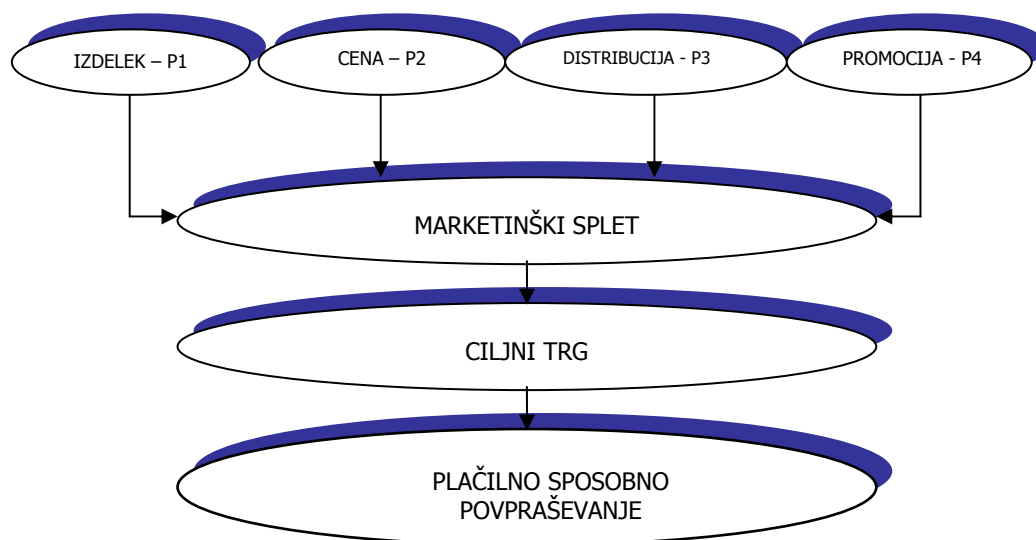 IZDELEK – P1
CENA – P2
DISTRIBUCIJA - P3
PROMOCIJA - P4
MARKETINŠKI SPLET
CILJNI TRG
PLAČILNO SPOSOBNO
POVPRAŠEVANJE